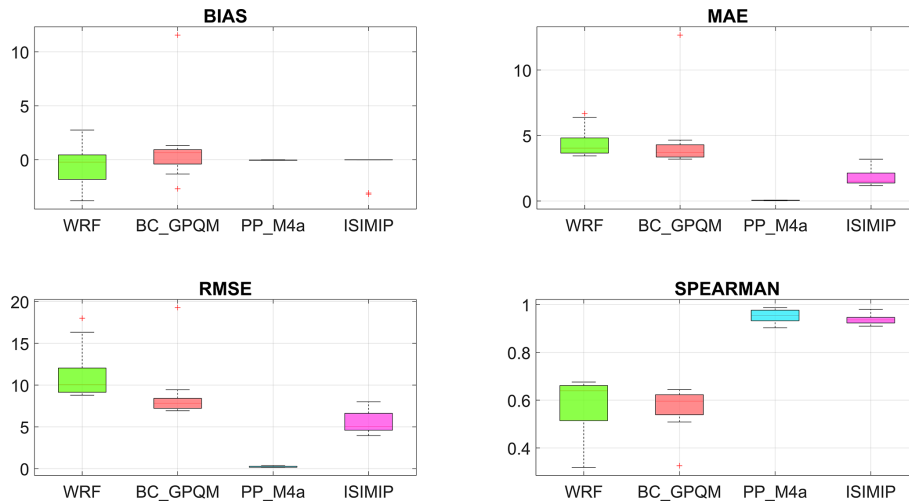 BIAS
10
5
0
WRF
BC_GPQM
PP_M4a
ISIMIP
MAE
10
5
0
WRF
BC_GPQM
PP_M4a
ISIMIP
RMSE
20
15
10
5
0
WRF
BC_GPQM
PP_M4a
ISIMIP
SPEARMAN
1
0.8
0.6
0.4
WRF
BC_GPQM
PP_M4a
ISIMIP